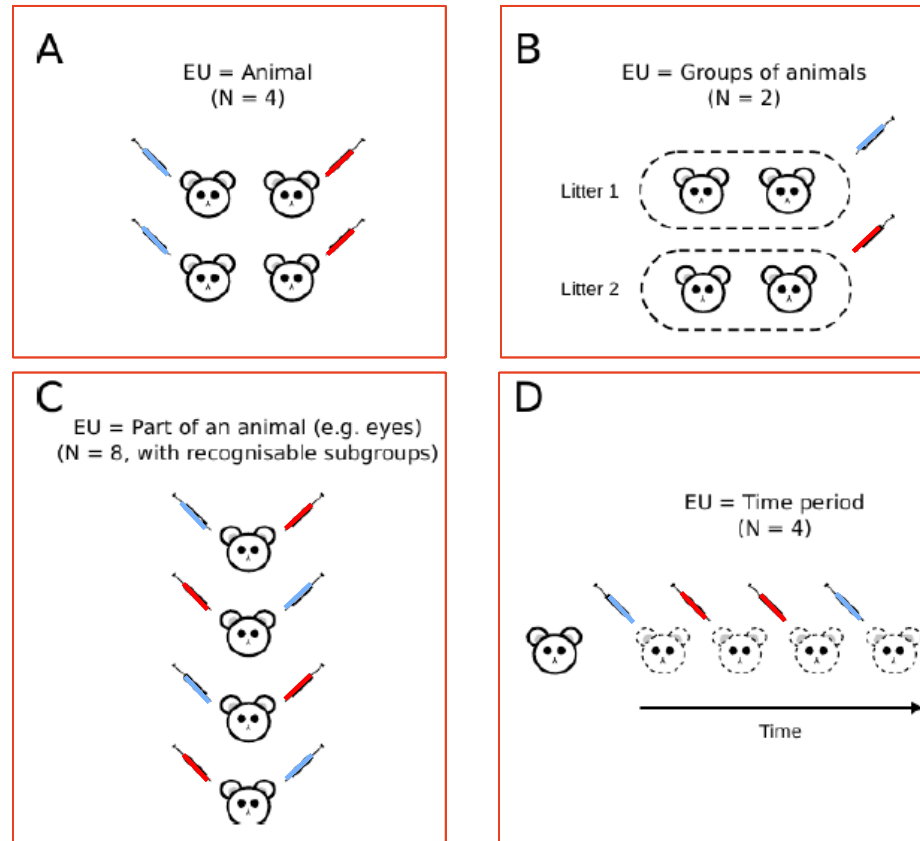 A
EU = Animal
(N = 4)
B
EU = Groups of animals
(N = 2)
Litter 1
Litter 2
C
EU = Part of an animal (e.g. eyes)
(N = 8, with recognisable subgroups)
D
EU = Time period
(N = 4)
Time